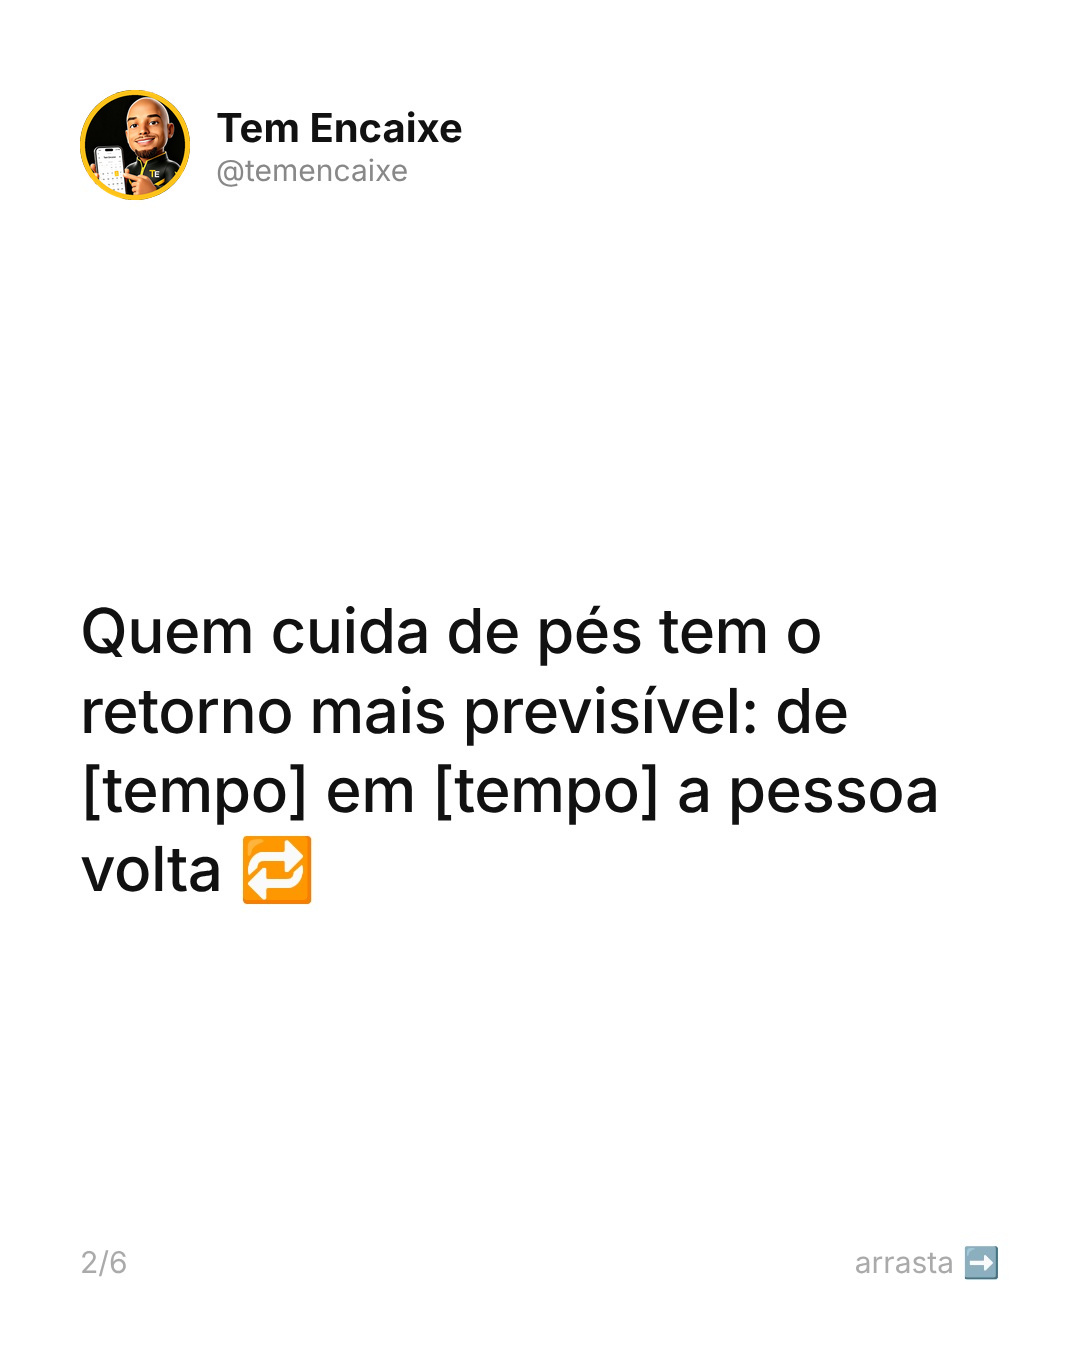 Tem Encaixe
@temencaixe
TE
Quem cuida de pés tem o
retorno mais previsível: de
[tempo] em [tempo] a pessoa
volta 🔁
2/6
arrasta ➡️